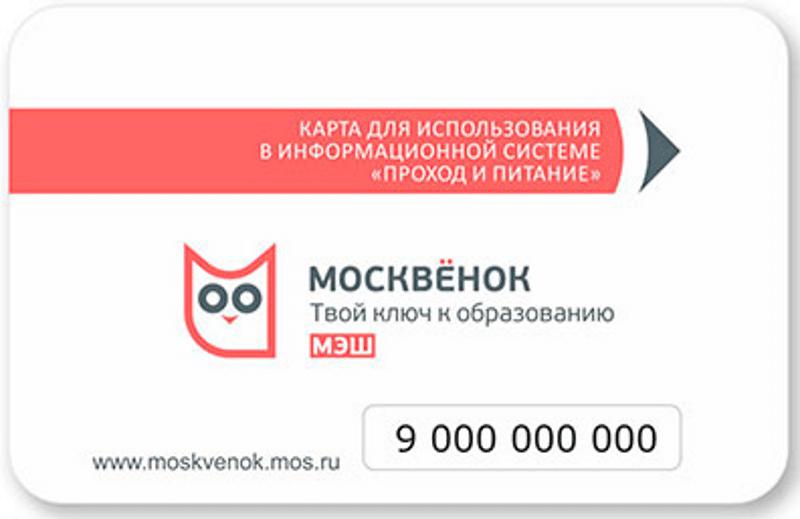 КАРТА ДЛЯ ИСПОЛЬЗОВАНИЯ
В ИНФОРМАЦИОННОЙ СИСТЕМЕ
«ПРОХОД И ПИТАНИЕ»
МОСКВЁНОК
Твой ключ к образованию
МЭШ
9 000 000 000
www.moskvenok.mos.ru